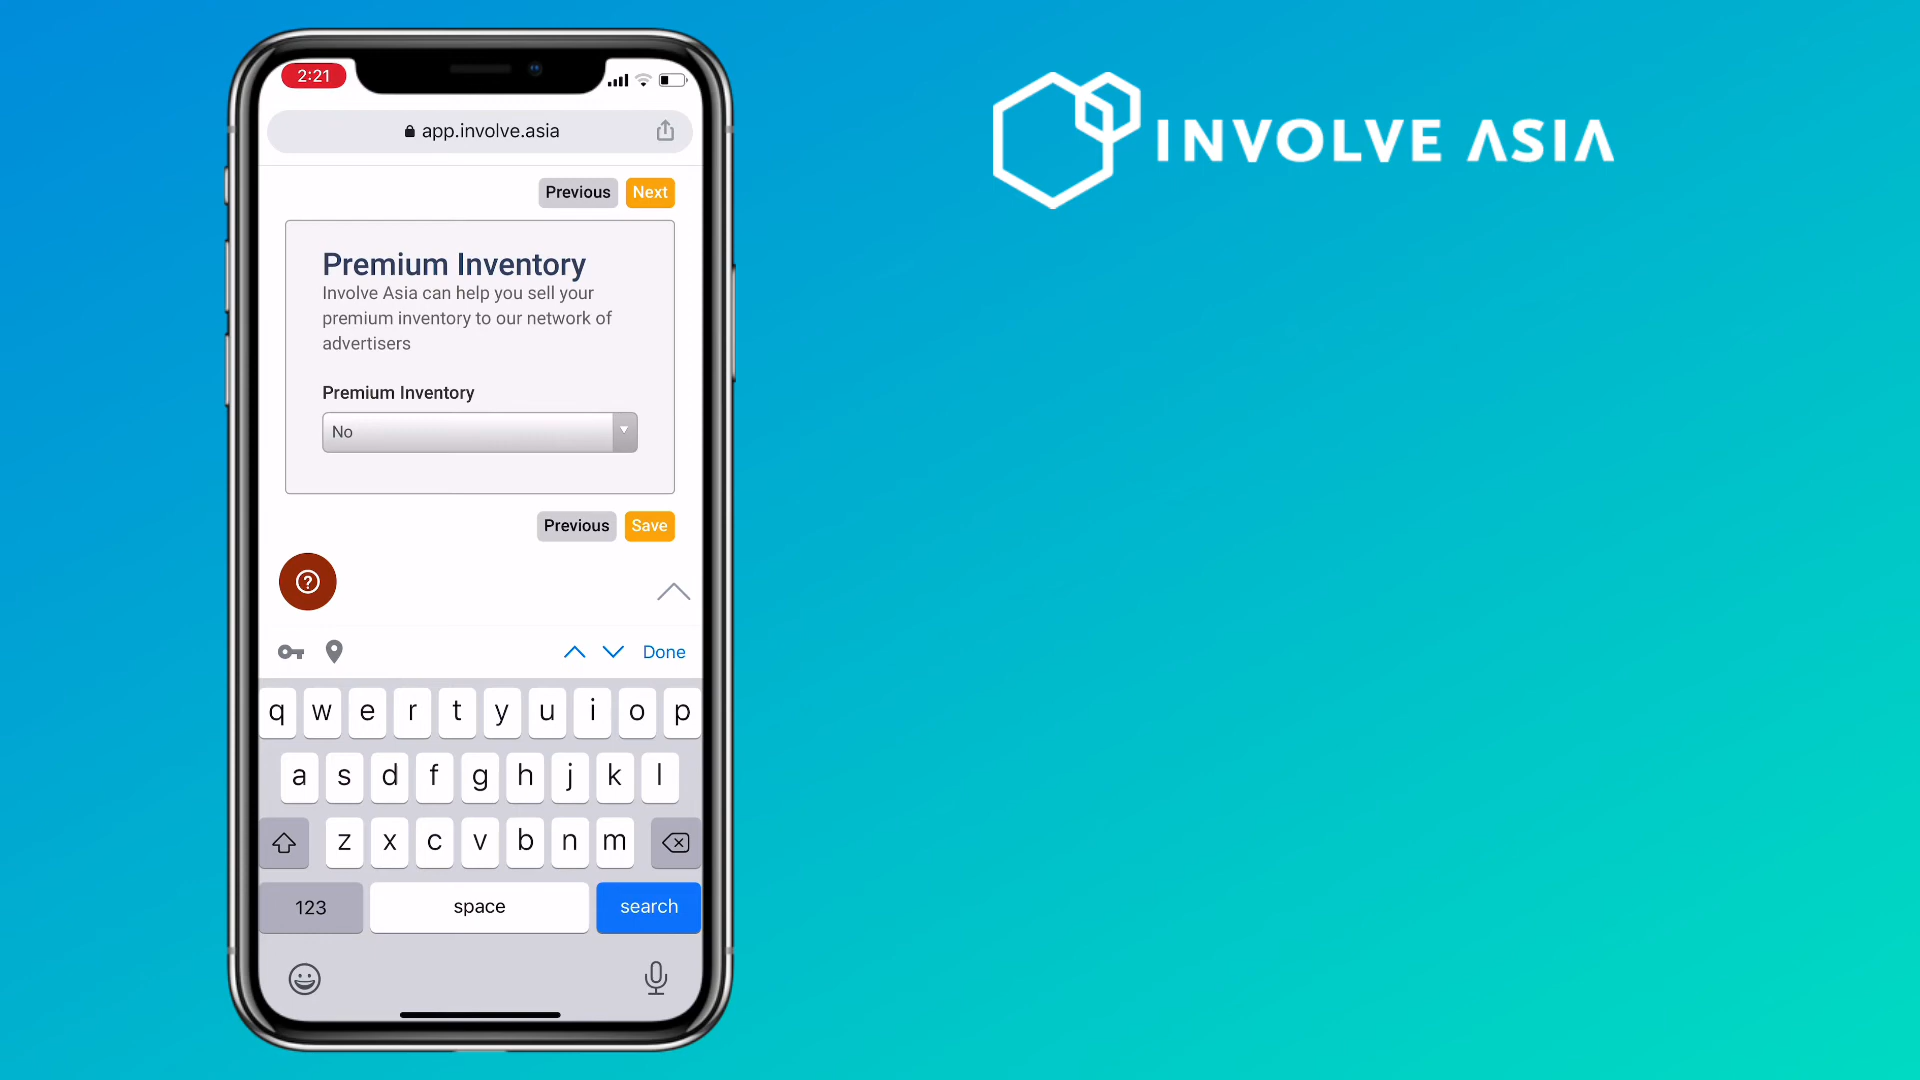 2:21
app.involve.asia
Previous Next
Premium Inventory
Involve Asia can help you sell your
premium inventory to our network of
advertisers
Premium Inventory
No
Previous Save
?
Done
q w e r t y u i o p
a s d f g h j k l
z x c v b n m
123 space search
INVOLVE ASIA